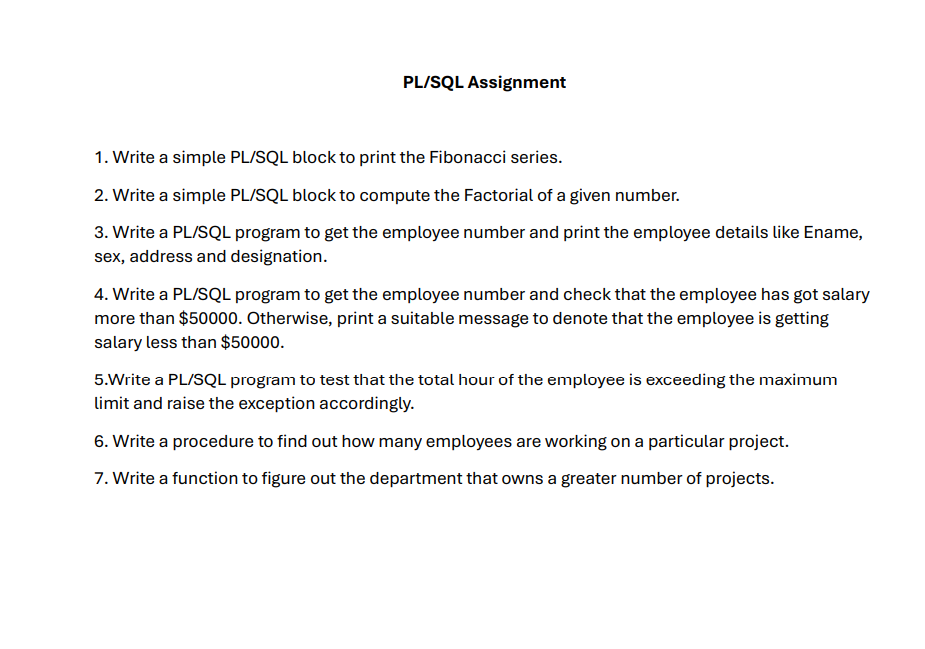 PL/SQL Assignment
1. Write a simple PL/SQL block to print the Fibonacci series.
2. Write a simple PL/SQL block to compute the Factorial of a given number.
3. Write a PL/SQL program to get the employee number and print the employee details like Ename,
sex, address and designation.
4. Write a PL/SQL program to get the employee number and check that the employee has got salary
more than $50000. Otherwise, print a suitable message to denote that the employee is getting
salary less than $50000.
5.Write a PL/SQL program to test that the total hour of the employee is exceeding the maximum
limit and raise the exception accordingly.
6. Write a procedure to find out how many employees are working on a particular project.
7. Write a function to figure out the department that owns a greater number of projects.